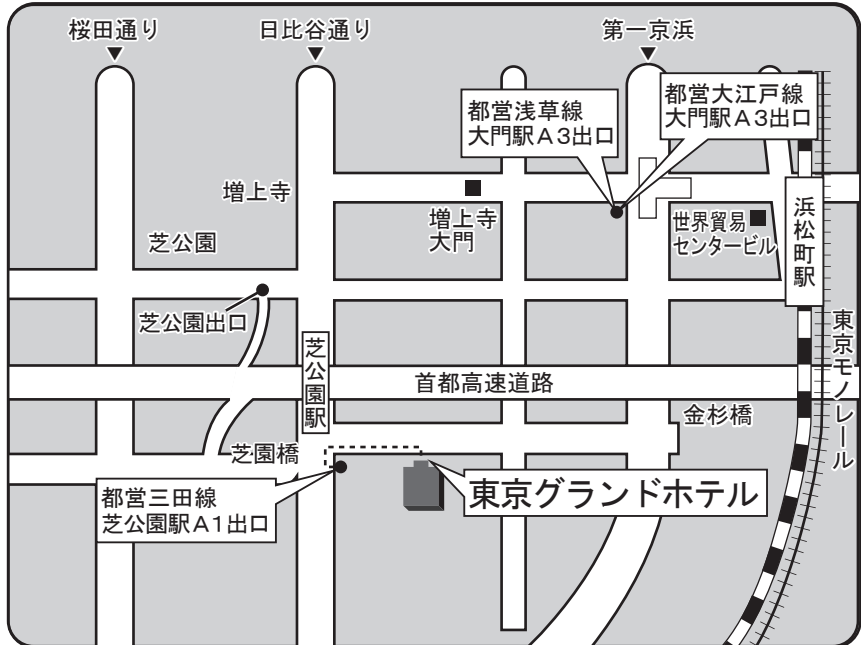 桜田通り
日比谷通り
第一京浜
都営浅草線
大門駅A3出口
都営大江戸線
大門駅A3出口
増上寺
増上寺
大門
世界貿易
センタービル
浜松町駅
芝公園
芝公園出口
芝公園駅
首都高速道路
東京モノレール
金杉橋
芝園橋
都営三田線
芝公園駅A1出口
東京グランドホテル